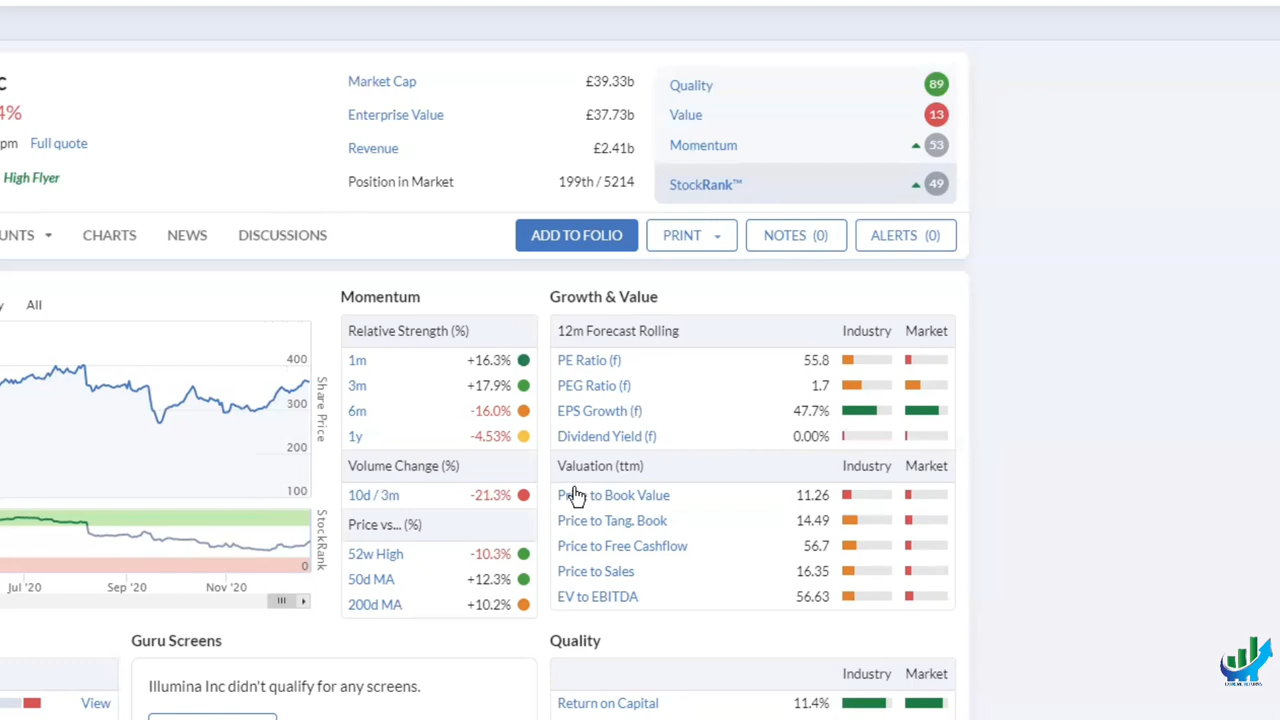 c
4%
pm Full quote
High Flyer
Market Cap £39.33b
Enterprise Value £37.73b
Revenue £2.41b
Position in Market 199th / 5214
Quality 89
Value 13
Momentum 53
StockRank™ 49
UNTS CHARTS NEWS DISCUSSIONS
ADD TO FOLIO PRINT NOTES (0) ALERTS (0)
y All
400
300
200
100
Share Price
StockRank
0
Jul '20 Sep '20 Nov '20
Momentum
Relative Strength (%)
1m +16.3%
3m +17.9%
6m -16.0%
1y -4.53%
Volume Change (%)
10d / 3m -21.3%
Price vs... (%)
52w High -10.3%
50d MA +12.3%
200d MA +10.2%
Growth & Value
12m Forecast Rolling Industry Market
PE Ratio (f) 55.8
PEG Ratio (f) 1.7
EPS Growth (f) 47.7%
Dividend Yield (f) 0.00%
Valuation (ttm) Industry Market
Price to Book Value 11.26
Price to Tang. Book 14.49
Price to Free Cashflow 56.7
Price to Sales 16.35
EV to EBITDA 56.63
Guru Screens
Illumina Inc didn't qualify for any screens.
View
Quality
Industry Market
Return on Capital 11.4%